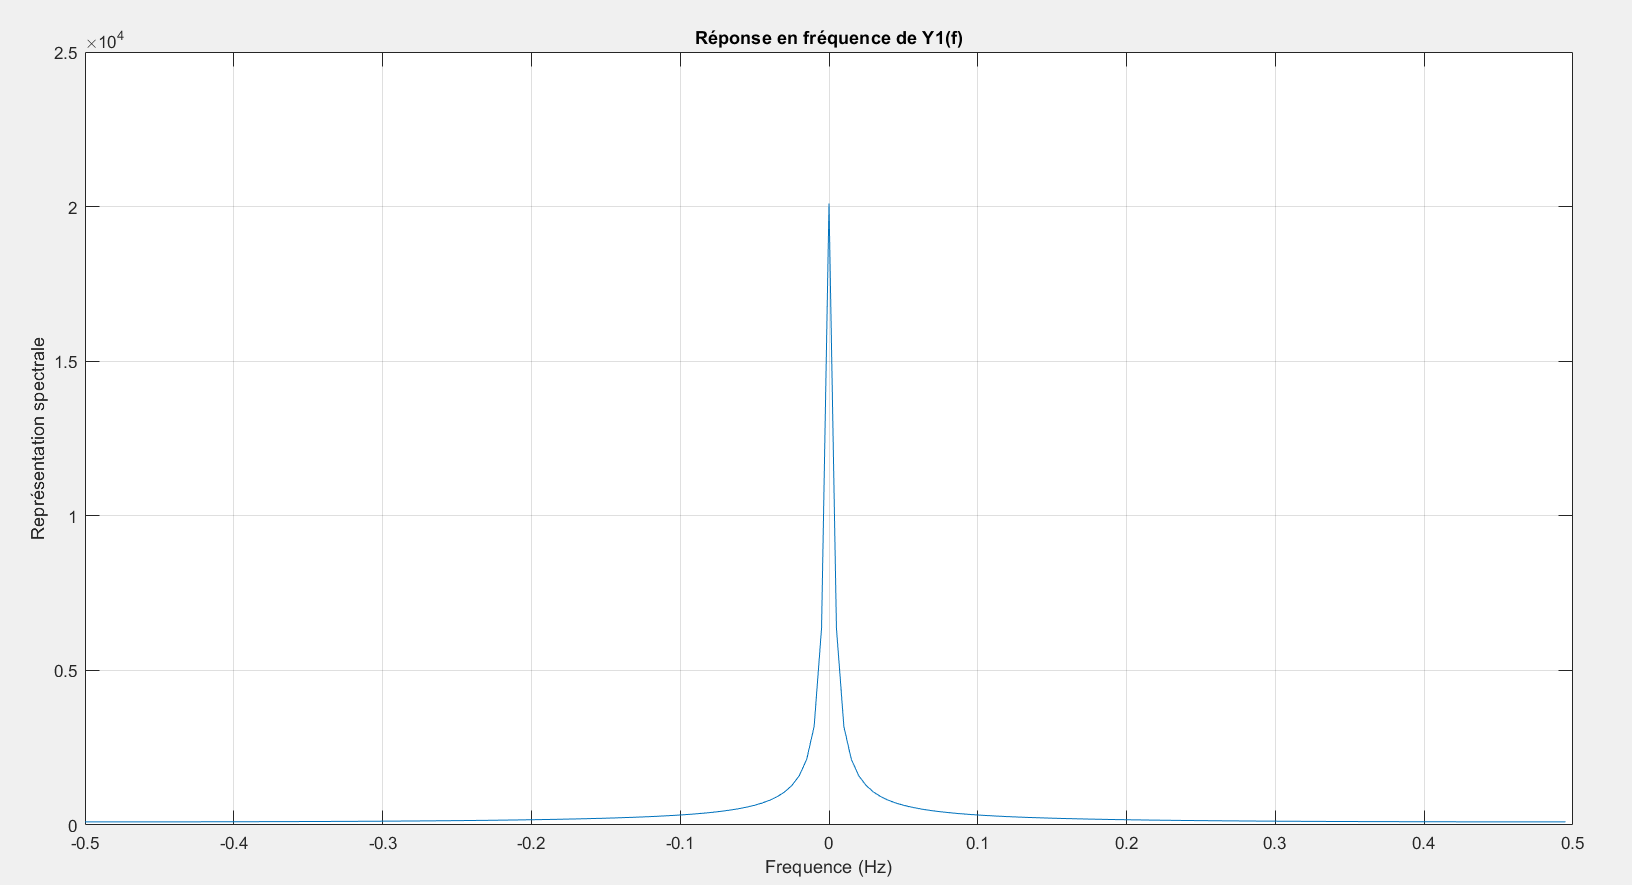 Réponse en fréquence de Y1(f)
×10⁴
2.5
2
1.5
1
0.5
0
Représentation spectrale
-0.5 -0.4 -0.3 -0.2 -0.1 0 0.1 0.2 0.3 0.4 0.5
Frequence (Hz)